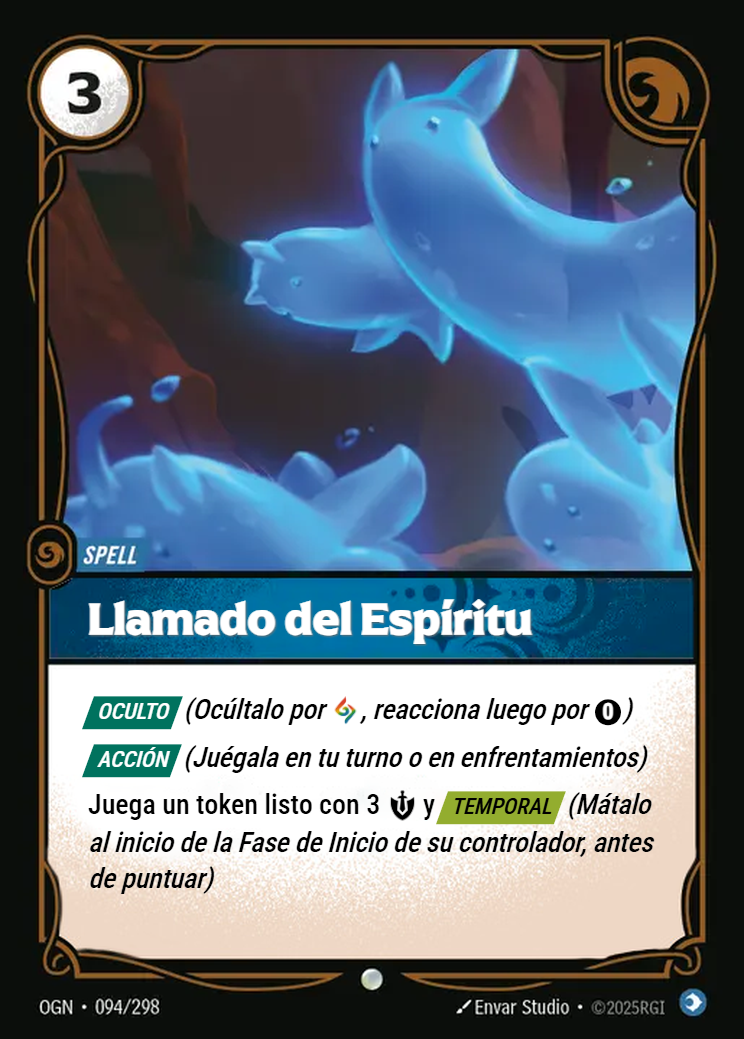 3
SPELL
Llamado del Espíritu
OCULTO (Ocúltalo por , reacciona luego por 0)
ACCIÓN (Juégala en tu turno o en enfrentamientos)
Juega un token listo con 3 y TEMPORAL (Mátalo
al inicio de la Fase de Inicio de su controlador, antes
de puntuar)
OGN • 094/298 Envar Studio • ©2025RGI